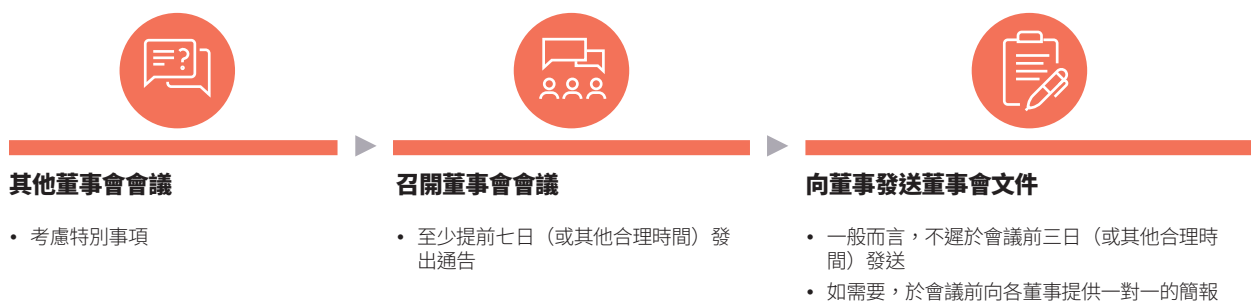 其他董事會會議
• 考慮特別事項
召開董事會會議
• 至少提前七日（或其他合理時間）發
出通告
向董事發送董事會文件
• 一般而言，不遲於會議前三日（或其他合理時
間）發送
• 如需要，於會議前向各董事提供一對一的簡報